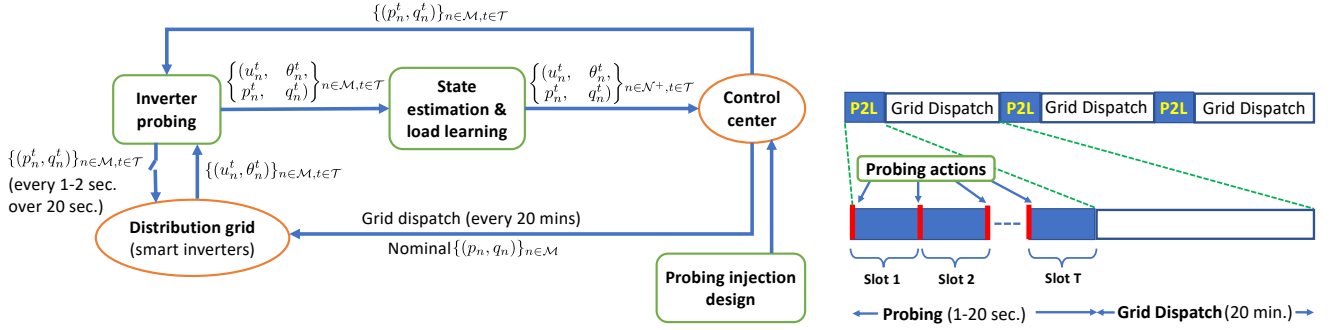 {(p_n^t, q_n^t)}_{n∈M,t∈T}
Inverter
probing
{(u_n^t, θ_n^t,
p_n^t, q_n^t)}_{n∈M,t∈T}
State
estimation &
load learning
{(u_n^t, θ_n^t,
p_n^t, q_n^t)}_{n∈N^+,t∈T}
Control
center
{(p_n^t, q_n^t)}_{n∈M,t∈T}
(every 1-2 sec.
over 20 sec.)
{(u_n^t, θ_n^t)}_{n∈M,t∈T}
Distribution grid
(smart inverters)
Grid dispatch (every 20 mins)
Nominal {(p_n, q_n)}_{n∈M}
Probing injection
design
P2L Grid Dispatch P2L Grid Dispatch P2L Grid Dispatch
Probing actions
Slot 1 Slot 2 Slot T
Probing (1-20 sec.) Grid Dispatch (20 min.)